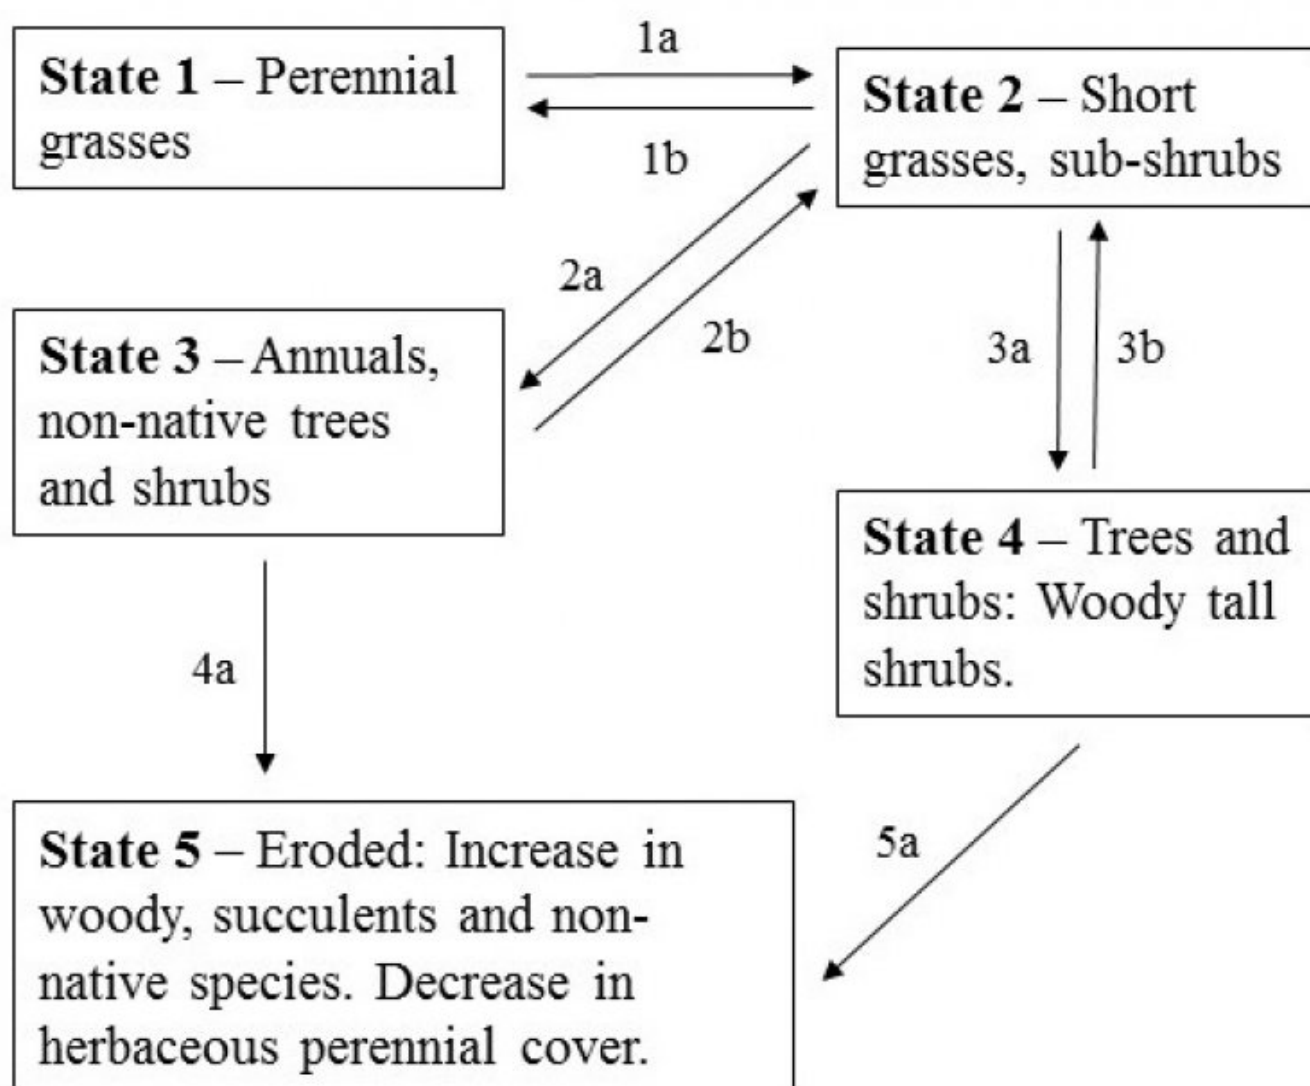 State 1 – Perennial
grasses
1a
1b
State 2 – Short
grasses, sub-shrubs
2a
2b
3a
3b
State 3 – Annuals,
non-native trees
and shrubs
State 4 – Trees and
shrubs: Woody tall
shrubs.
4a
5a
State 5 – Eroded: Increase in
woody, succulents and non-
native species. Decrease in
herbaceous perennial cover.